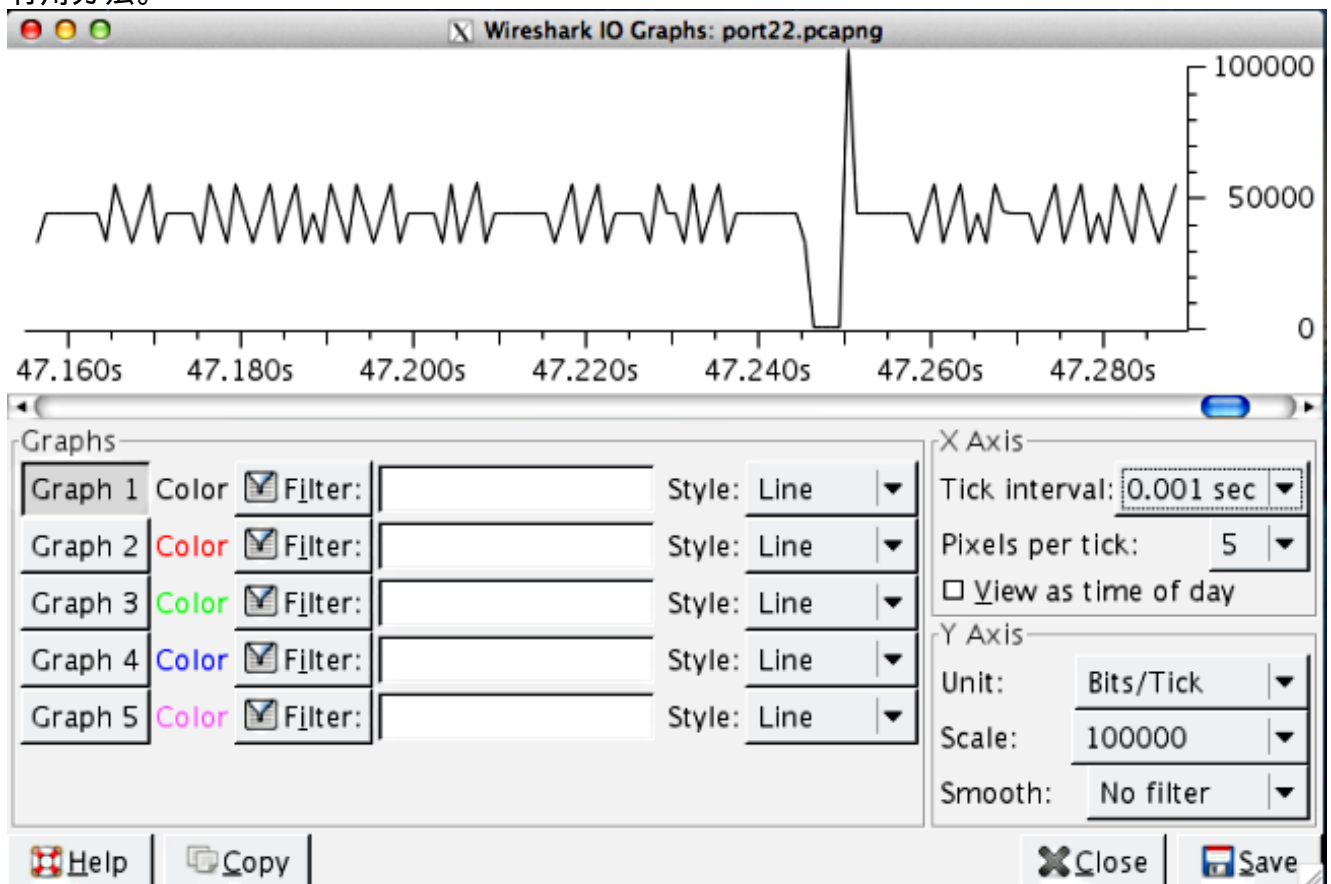 有用方法。
Wireshark IO Graphs: port22.pcapng
100000
50000
0
47.160s 47.180s 47.200s 47.220s 47.240s 47.260s 47.280s
Graphs
Graph 1 Color Filter: Style: Line
Graph 2 Color Filter: Style: Line
Graph 3 Color Filter: Style: Line
Graph 4 Color Filter: Style: Line
Graph 5 Color Filter: Style: Line
X Axis
Tick interval: 0.001 sec
Pixels per tick: 5
View as time of day
Y Axis
Unit: Bits/Tick
Scale: 100000
Smooth: No filter
Help Copy Close Save